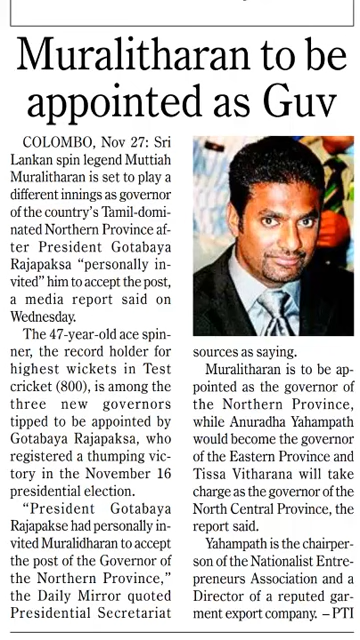 Muralitharan to be
appointed as Guv
COLOMBO, Nov 27: Sri
Lankan spin legend Muttiah
Muralitharan is set to play a
different innings as governor
of the country's Tamil-domi-
nated Northern Province af-
ter President Gotabaya
Rajapaksa “personally in-
vited” him to accept the post,
a media report said on
Wednesday.
The 47-year-old ace spin-
ner, the record holder for
highest wickets in Test
cricket (800), is among the
three new governors
tipped to be appointed by
Gotabaya Rajapaksa, who
registered a thumping vic-
tory in the November 16
presidential election.
“President Gotabaya
Rajapakse had personally in-
vited Muralidharan to accept
the post of the Governor of
the Northern Province,”
the Daily Mirror quoted
Presidential Secretariat
sources as saying.
Muralitharan is to be ap-
pointed as the governor of
the Northern Province,
while Anuradha Yahampath
would become the governor
of the Eastern Province and
Tissa Vitharana will take
charge as the governor of the
North Central Province, the
report said.
Yahampath is the chairper-
son of the Nationalist Entre-
preneurs Association and a
Director of a reputed gar-
ment export company. – PTI